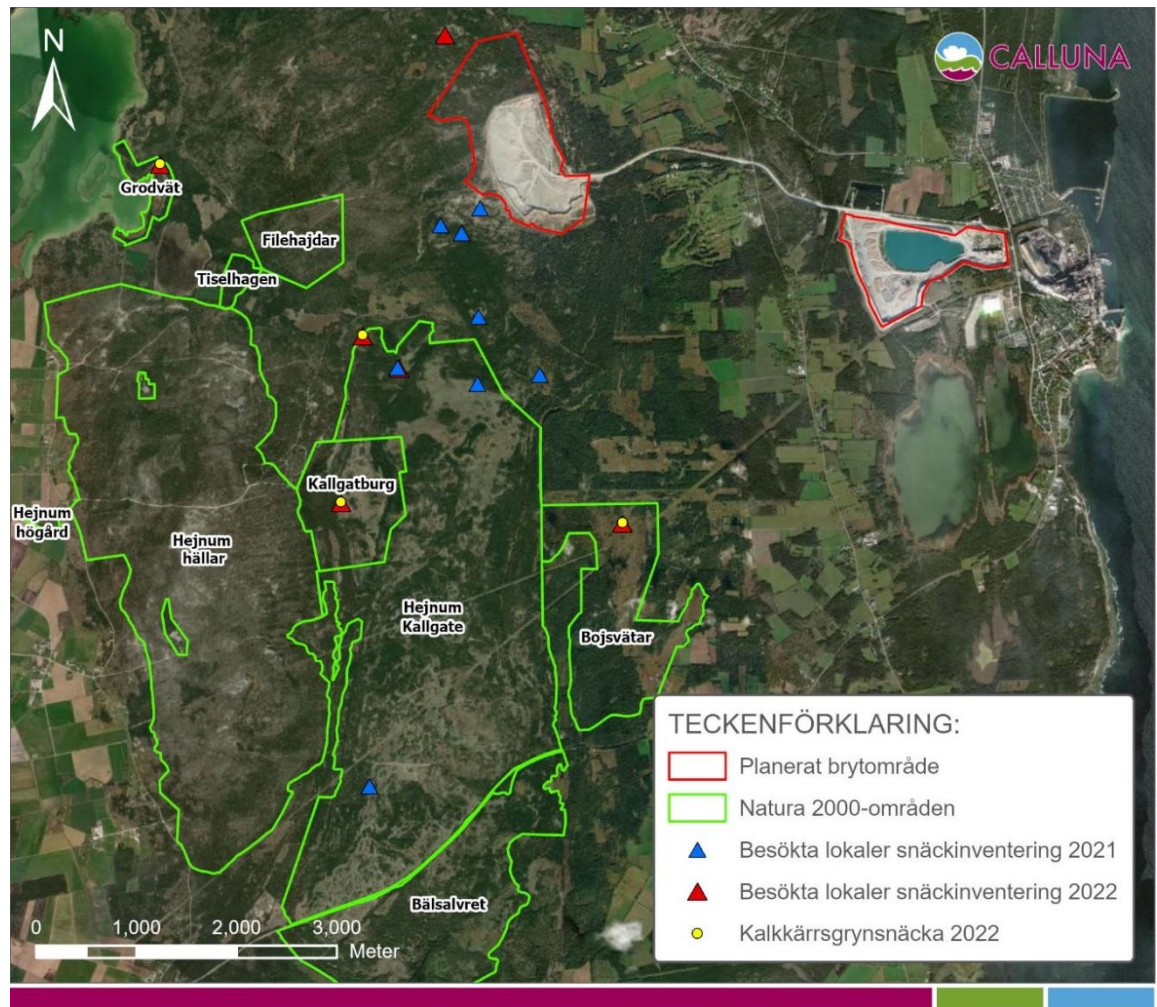 N
CALLUNA
Grodvät
Filehajdar
Tiselhagen
Kallgatburg
Hejnum
högård
Hejnum
hällar
Hejnum
Kallgate
Bojsvätar
Bälsalvret
TECKENFÖRKLARING:
Planerat brytområde
Natura 2000-områden
Besökta lokaler snäckinventering 2021
Besökta lokaler snäckinventering 2022
Kalkkärrsgrynsnäcka 2022
0 1,000 2,000 3,000
Meter